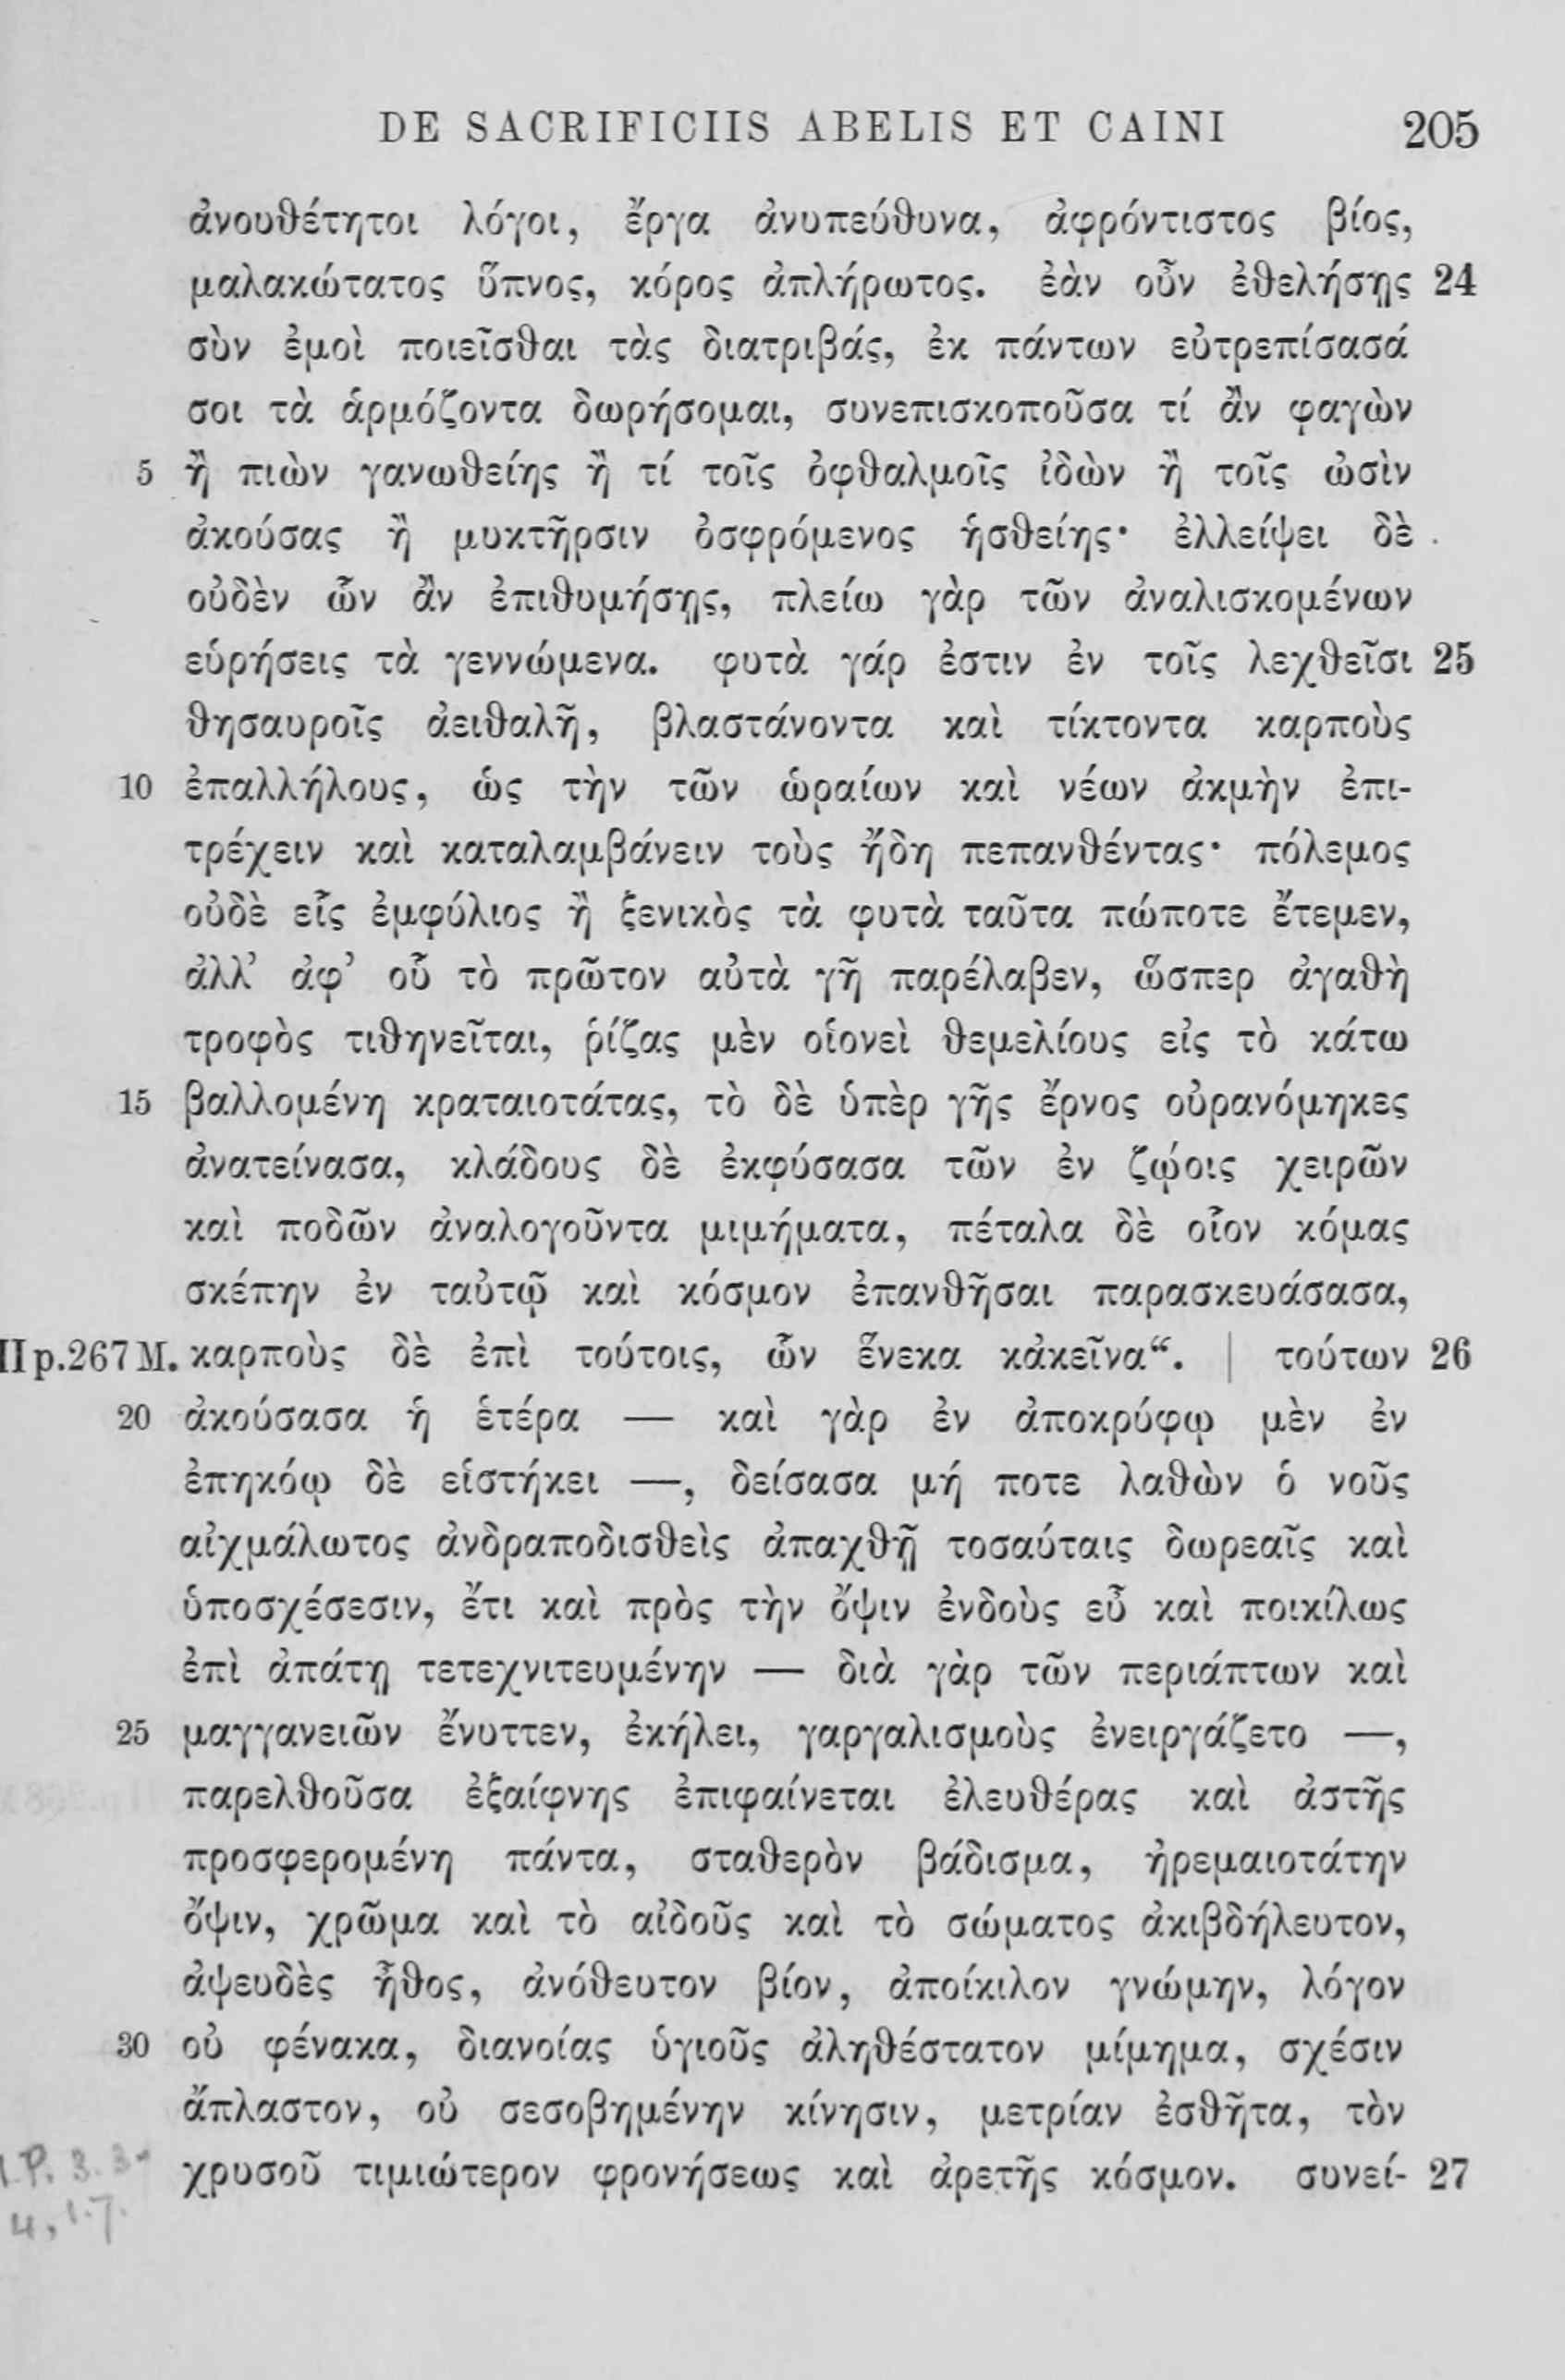 DE SACRIFICIIS ABELIS ET CAINI 205
ἀνουθέτητοι λόγοι, ἔργα ἀνυπεύθυνα, ἀφρόντιστος βίος,
μαλακώτατος ὕπνος, κόρος ἀπλήρωτος. ἐὰν οὖν ἐθελήσῃς 24
σὺν ἐμοὶ ποιεῖσθαι τὰς διατριβάς, ἐκ πάντων εὐτρεπίσασά
σοι τὰ ἁρμόζοντα δωρήσομαι, συνεπισκοποῦσα τί ἂν φαγὼν
5 ἢ πιὼν γανωθείης ἢ τί τοῖς ὀφθαλμοῖς ἰδὼν ἢ τοῖς ὠσὶν
ἀκούσας ἢ μυκτῆρσιν ὀσφρόμενος ἡσθείης· ἐλλείψει δὲ
οὐδὲν ὧν ἂν ἐπιθυμήσῃς, πλείω γὰρ τῶν ἀναλισκομένων
εὑρήσεις τὰ γεννώμενα. φυτὰ γάρ ἐστιν ἐν τοῖς λεχθεῖσι 25
θησαυροῖς ἀειθαλῆ, βλαστάνοντα καὶ τίκτοντα καρποὺς
10 ἐπαλλήλους, ὡς τὴν τῶν ὡραίων καὶ νέων ἀκμὴν ἐπι-
τρέχειν καὶ καταλαμβάνειν τοὺς ἤδη πεπανθέντας· πόλεμος
οὐδὲ εἷς ἐμφύλιος ἢ ξενικὸς τὰ φυτὰ ταῦτα πώποτε ἔτεμεν,
ἀλλ’ ἀφ’ οὗ τὸ πρῶτον αὐτὰ γῆ παρέλαβεν, ὥσπερ ἀγαθὴ
τροφὸς τιθηνεῖται, ῥίζας μὲν οἱονεὶ θεμελίους εἰς τὸ κάτω
15 βαλλομένη κραταιοτάτας, τὸ δὲ ὑπὲρ γῆς ἔρνος οὐρανόμηκες
ἀνατείνασα, κλάδους δὲ ἐκφύσασα τῶν ἐν ζῴοις χειρῶν
καὶ ποδῶν ἀναλογοῦντα μιμήματα, πέταλα δὲ οἷον κόμας
σκέπην ἐν ταὐτῷ καὶ κόσμον ἐπανθῆσαι παρασκευάσασα,
II p.267 M. καρποὺς δὲ ἐπὶ τούτοις, ὧν ἕνεκα κἀκεῖνα“. | τούτων 26
20 ἀκούσασα ἡ ἑτέρα — καὶ γὰρ ἐν ἀποκρύφῳ μὲν ἐν
ἐπηκόῳ δὲ εἱστήκει —, δείσασα μή ποτε λαθὼν ὁ νοῦς
αἰχμάλωτος ἀνδραποδισθεὶς ἀπαχθῇ τοσαύταις δωρεαῖς καὶ
ὑποσχέσεσιν, ἔτι καὶ πρὸς τὴν ὄψιν ἐνδοὺς εὖ καὶ ποικίλως
ἐπὶ ἀπάτῃ τετεχνιτευμένην — διὰ γὰρ τῶν περιάπτων καὶ
25 μαγγανειῶν ἔνυττεν, ἐκήλει, γαργαλισμοὺς ἐνειργάζετο —,
παρελθοῦσα ἐξαίφνης ἐπιφαίνεται ἐλευθέρας καὶ ἀστῆς
προσφερομένη πάντα, σταθερὸν βάδισμα, ἠρεμαιοτάτην
ὄψιν, χρῶμα καὶ τὸ αἰδοῦς καὶ τὸ σώματος ἀκιβδήλευτον,
ἀψευδὲς ἦθος, ἀνόθευτον βίον, ἀποίκιλον γνώμην, λόγον
30 οὐ φένακα, διανοίας ὑγιοῦς ἀληθέστατον μίμημα, σχέσιν
ἄπλαστον, οὐ σεσοβημένην κίνησιν, μετρίαν ἐσθῆτα, τὸν
χρυσοῦ τιμιώτερον φρονήσεως καὶ ἀρετῆς κόσμον. συνεί- 27